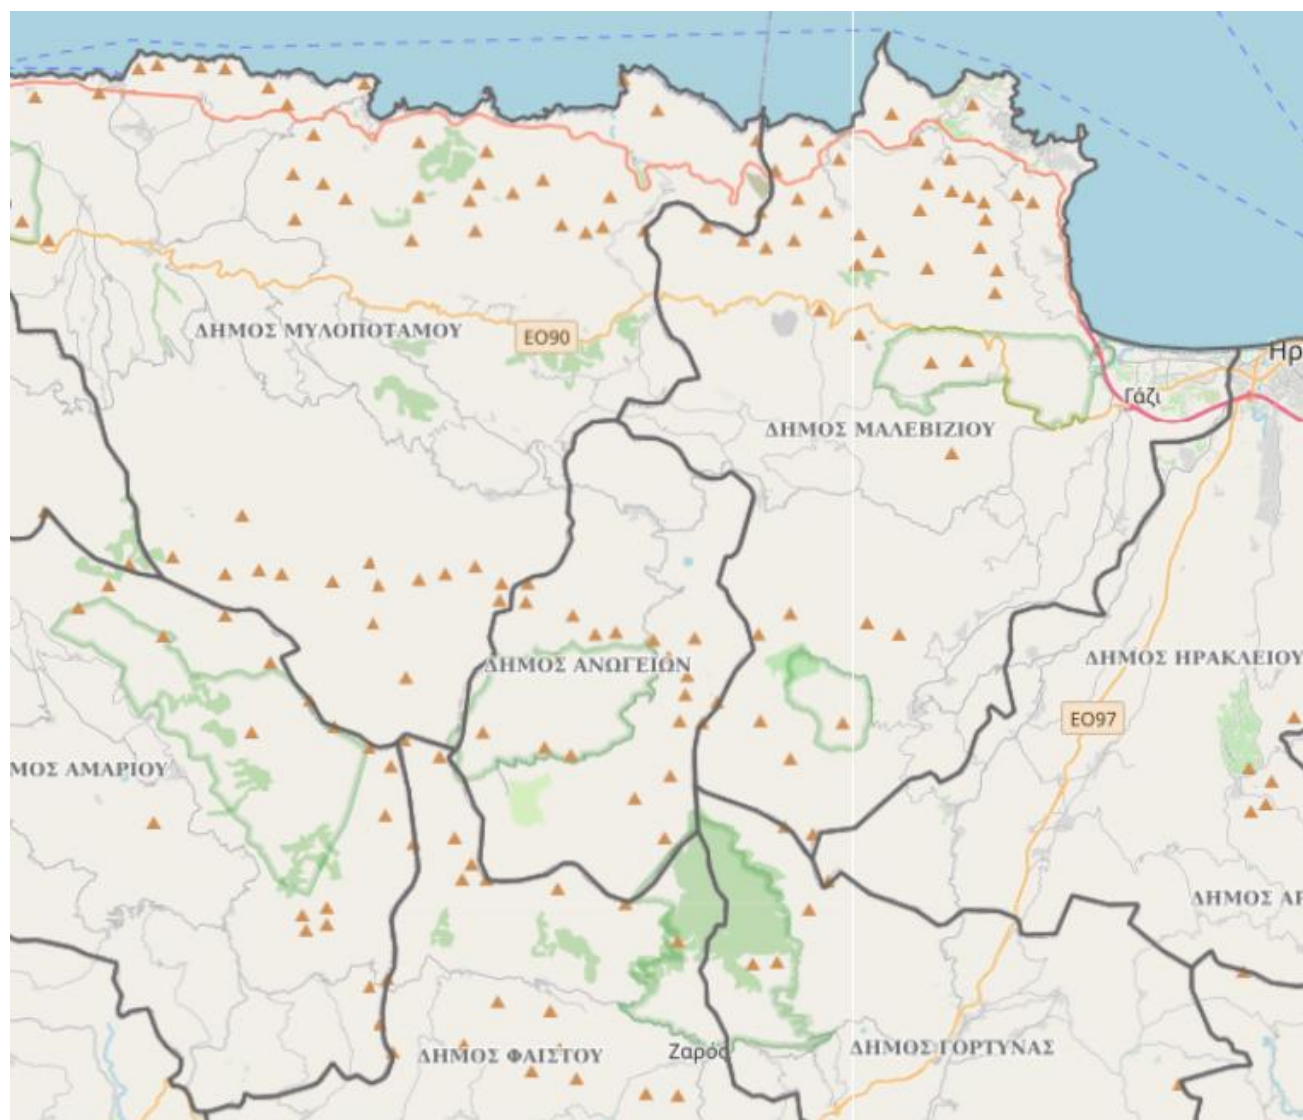 ΔΗΜΟΣ ΜΥΛΟΠΟΤΑΜΟΥ
ΕΟ90
Ηρ
Γάζι
ΔΗΜΟΣ ΜΑΛΕΒΙΖΙΟΥ
ΔΗΜΟΣ ΑΝΩΓΕΙΩΝ
ΔΗΜΟΣ ΗΡΑΚΛΕΙΟΥ
ΕΟ97
ΜΟΣ ΑΜΑΡΙΟΥ
ΔΗΜΟΣ ΑΡ
ΔΗΜΟΣ ΦΑΙΣΤΟΥ
Ζαρός
ΔΗΜΟΣ ΓΟΡΤΥΝΑΣ